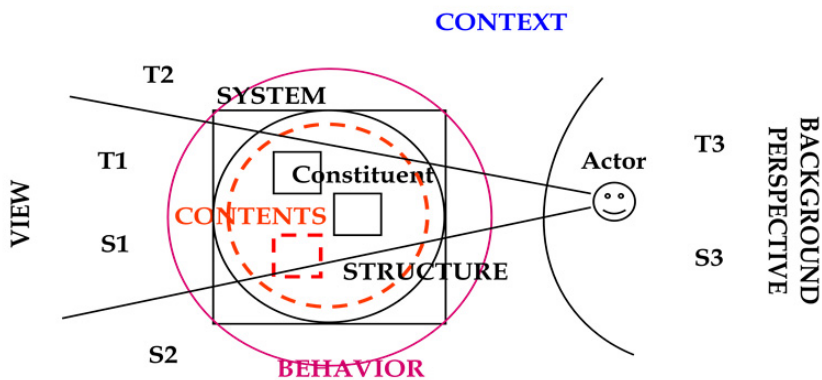 CONTEXT
T2
SYSTEM
T1
Constituent
Actor
T3
CONTENTS
VIEW
S1
STRUCTURE
S3
BACKGROUND
PERSPECTIVE
S2
BEHAVIOR